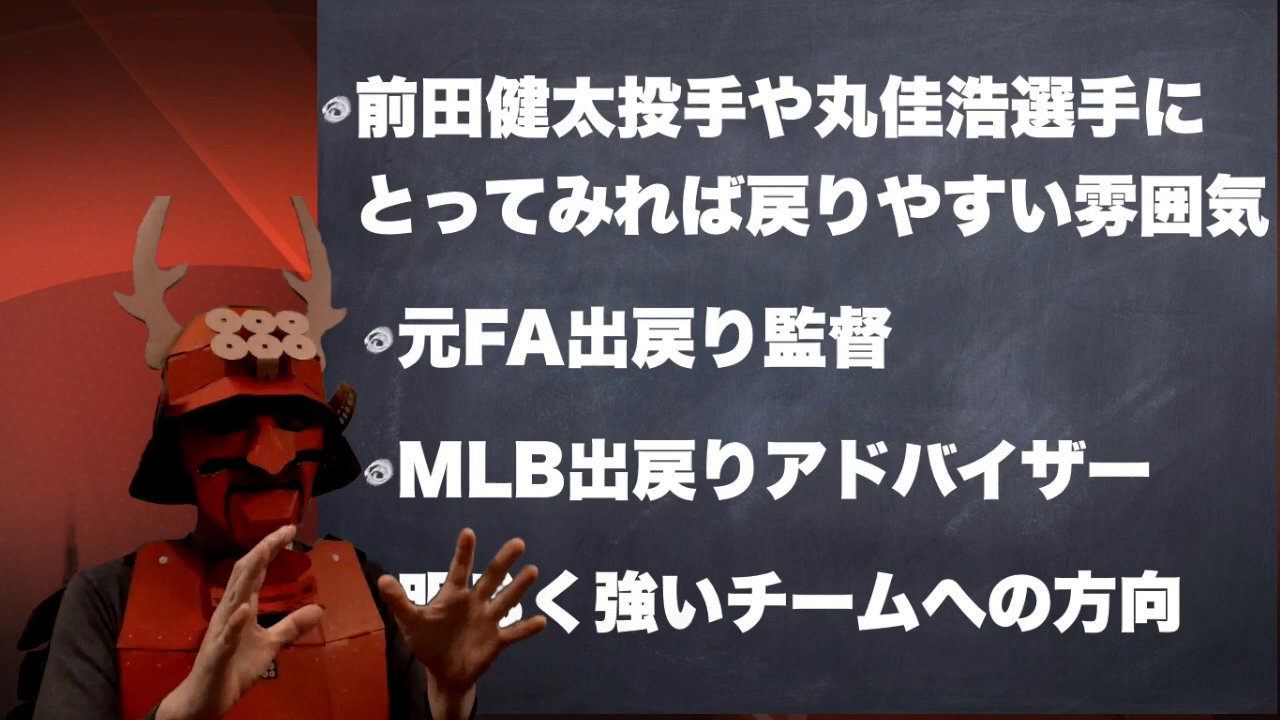 前田健太投手や丸佳浩選手に
とってみれば戻りやすい雰囲気
元FA出戻り監督
MLB出戻りアドバイザー
く強いチームへの方向